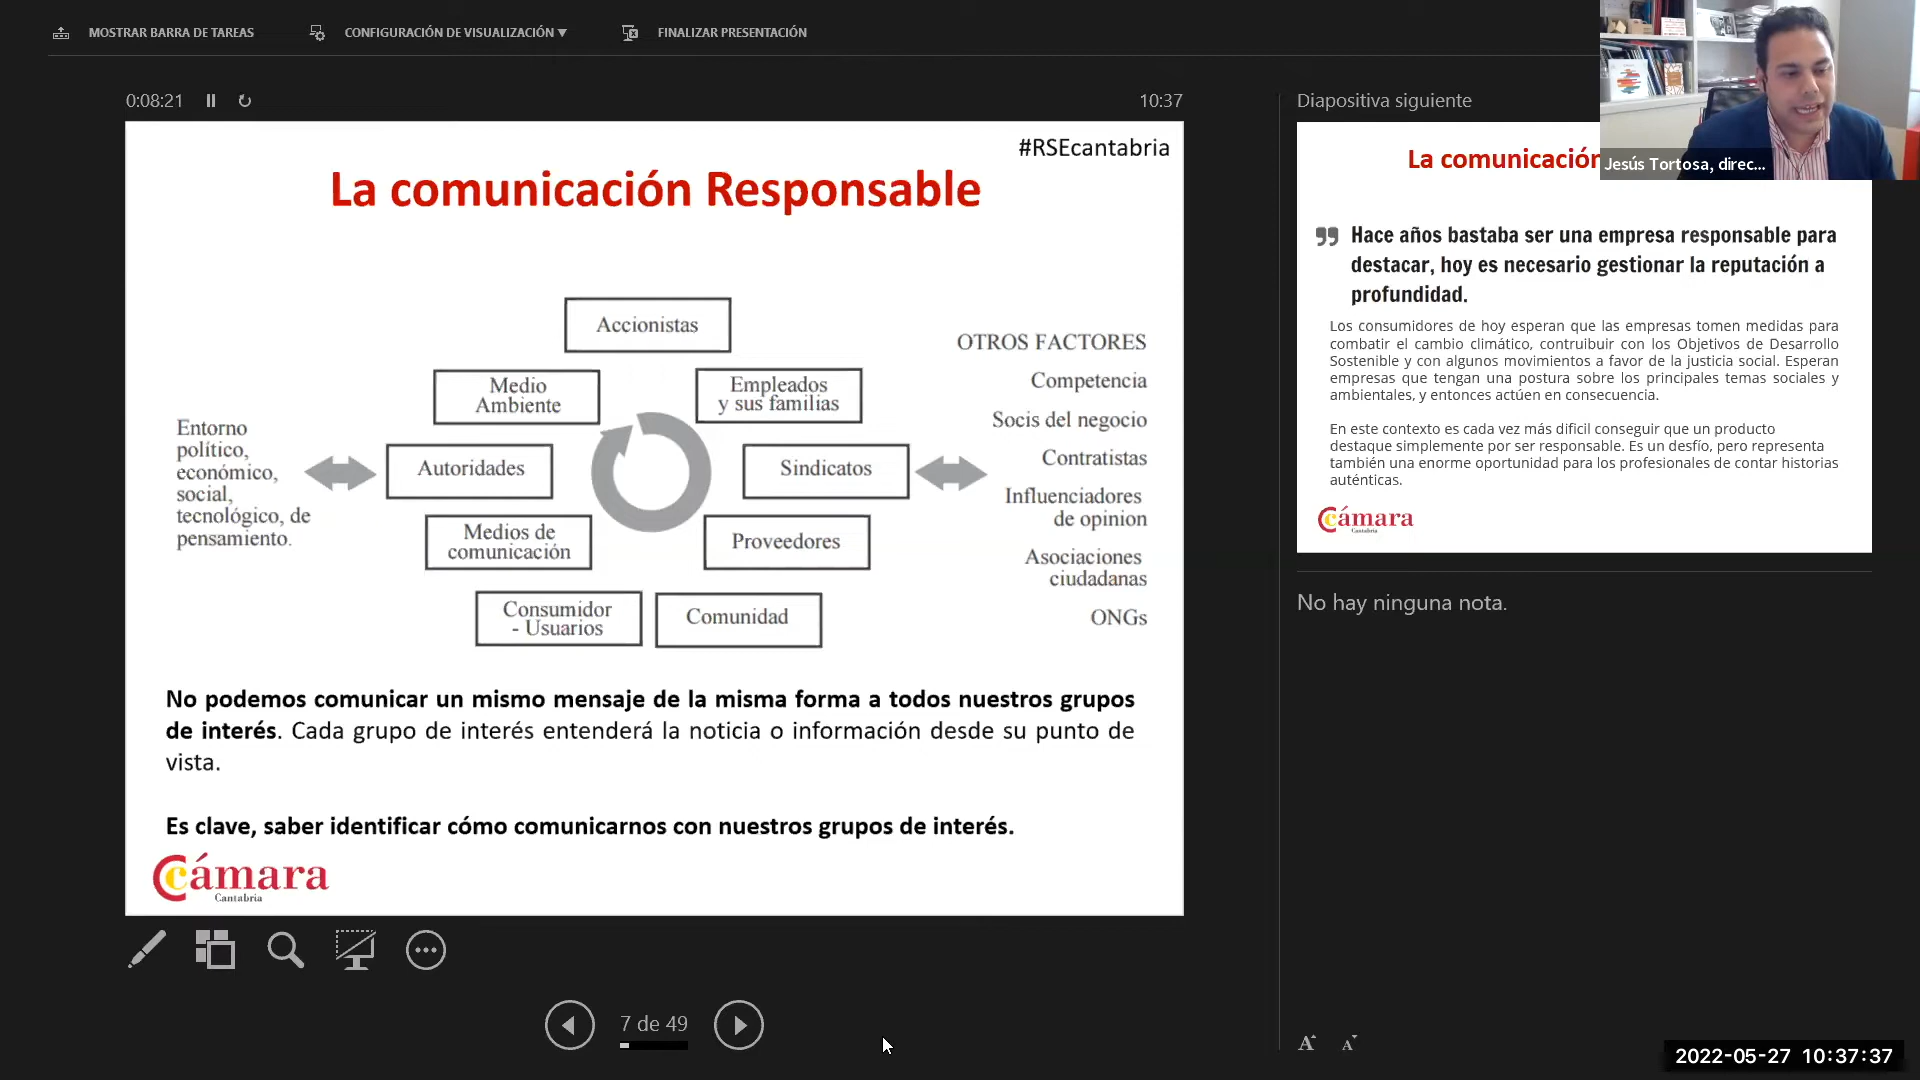 MOSTRAR BARRA DE TAREAS
CONFIGURACIÓN DE VISUALIZACIÓN ▼
FINALIZAR PRESENTACIÓN
0:08:21
10:37
#RSEcantabria
La comunicación Responsable
Accionistas
Medio
Ambiente
Empleados
y sus familias
Entorno
político,
económico,
social,
tecnológico, de
pensamiento.
Autoridades
Sindicatos
Medios de
comunicación
Proveedores
Consumidor
- Usuarios
Comunidad
OTROS FACTORES
Competencia
Socis del negocio
Contratistas
Influenciadores
de opinion
Asociaciones
ciudadanas
ONGs
No podemos comunicar un mismo mensaje de la misma forma a todos nuestros grupos
de interés. Cada grupo de interés entenderá la noticia o información desde su punto de
vista.
Es clave, saber identificar cómo comunicarnos con nuestros grupos de interés.
Cámara
Cantabria
7 de 49
Diapositiva siguiente
Jesús Tortosa, direc...
La comunicación
Hace años bastaba ser una empresa responsable para
destacar, hoy es necesario gestionar la reputación a
profundidad.
Los consumidores de hoy esperan que las empresas tomen medidas para
combatir el cambio climático, contruibuir con los Objetivos de Desarrollo
Sostenible y con algunos movimientos a favor de la justicia social. Esperan
empresas que tengan una postura sobre los principales temas sociales y
ambientales, y entonces actúen en consecuencia.
En este contexto es cada vez más dificil conseguir que un producto
destaque simplemente por ser responsable. Es un desfío, pero representa
también una enorme oportunidad para los profesionales de contar historias
auténticas.
Cámara
Cantabria
No hay ninguna nota.
A A
2022-05-27 10:37:37